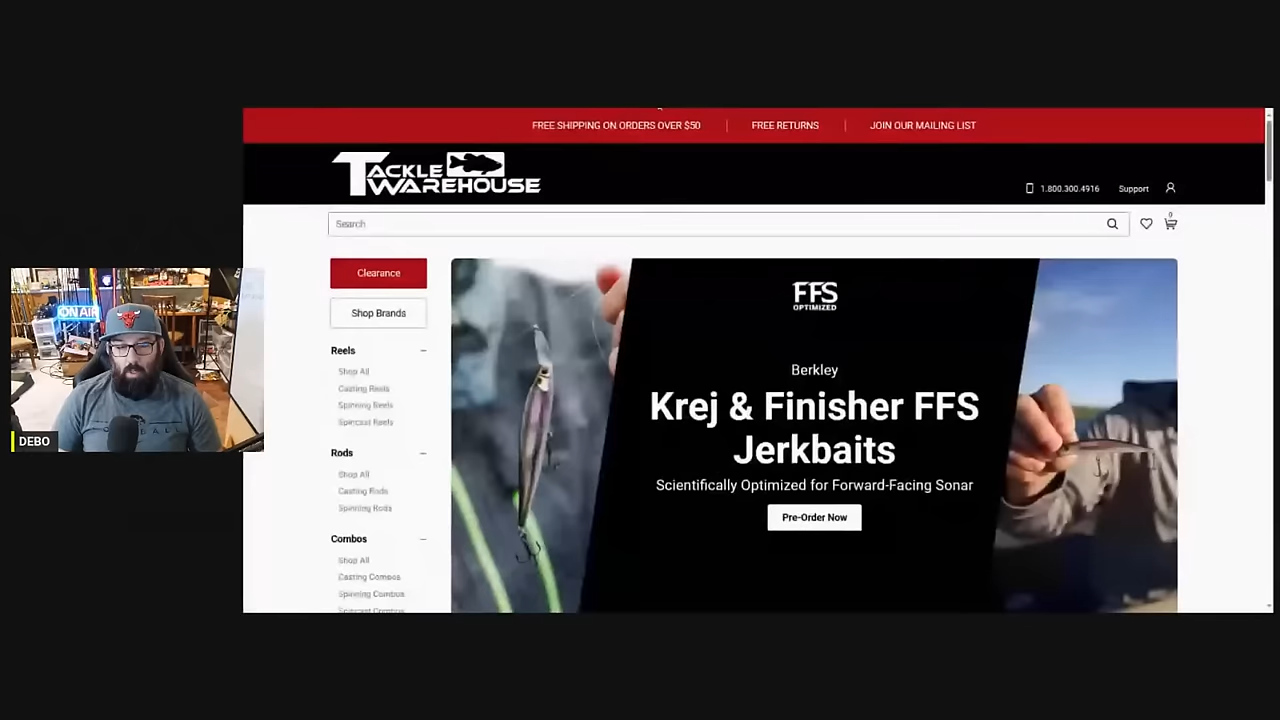 FREE SHIPPING ON ORDERS OVER $50
FREE RETURNS
JOIN OUR MAILING LIST
TACKLE
WAREHOUSE
1.800.300.4916
Support
Search
0
Clearance
Shop Brands
Reels
Shop All
Casting Reels
Spinning Reels
Spincast Reels
Rods
Shop All
Casting Rods
Spinning Rods
Combos
Shop All
Casting Combos
Spinning Combos
Spincast Combos
FFS
OPTIMIZED
Berkley
Krej & Finisher FFS
Jerkbaits
Scientifically Optimized for Forward-Facing Sonar
Pre-Order Now
ON AIR
DEBO